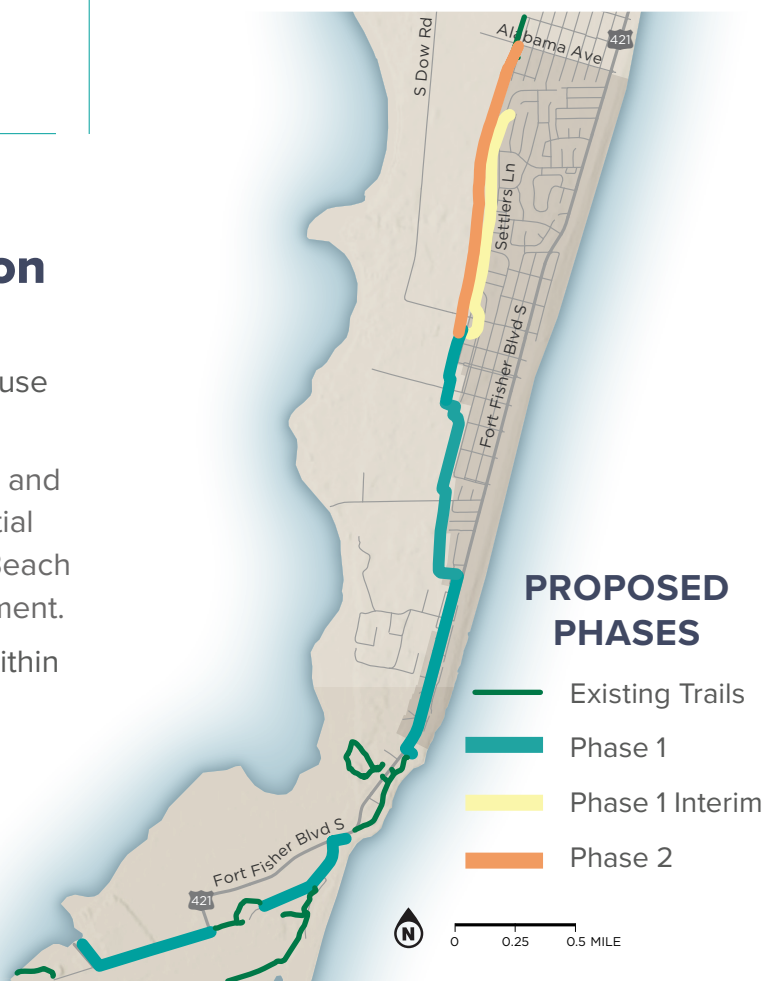 S Dow Rd
Alabama Ave
421
Settlers Ln
Fort Fisher Blvd S
on
use
and
tial
Beach
ment.
ithin
PROPOSED
PHASES
Existing Trails
Phase 1
Phase 1 Interim
Phase 2
Fort Fisher Blvd S
421
N
0 0.25 0.5 MILE